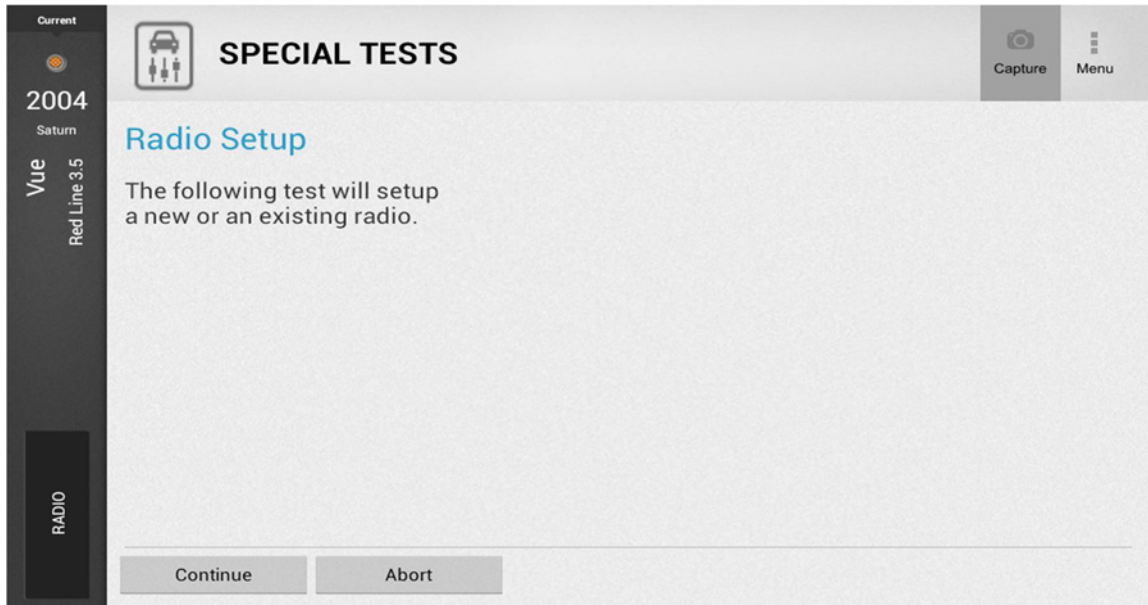 Current
2004
Saturn
Vue
Red Line 3.5
RADIO
SPECIAL TESTS
Capture
Menu
Radio Setup
The following test will setup
a new or an existing radio.
Continue
Abort